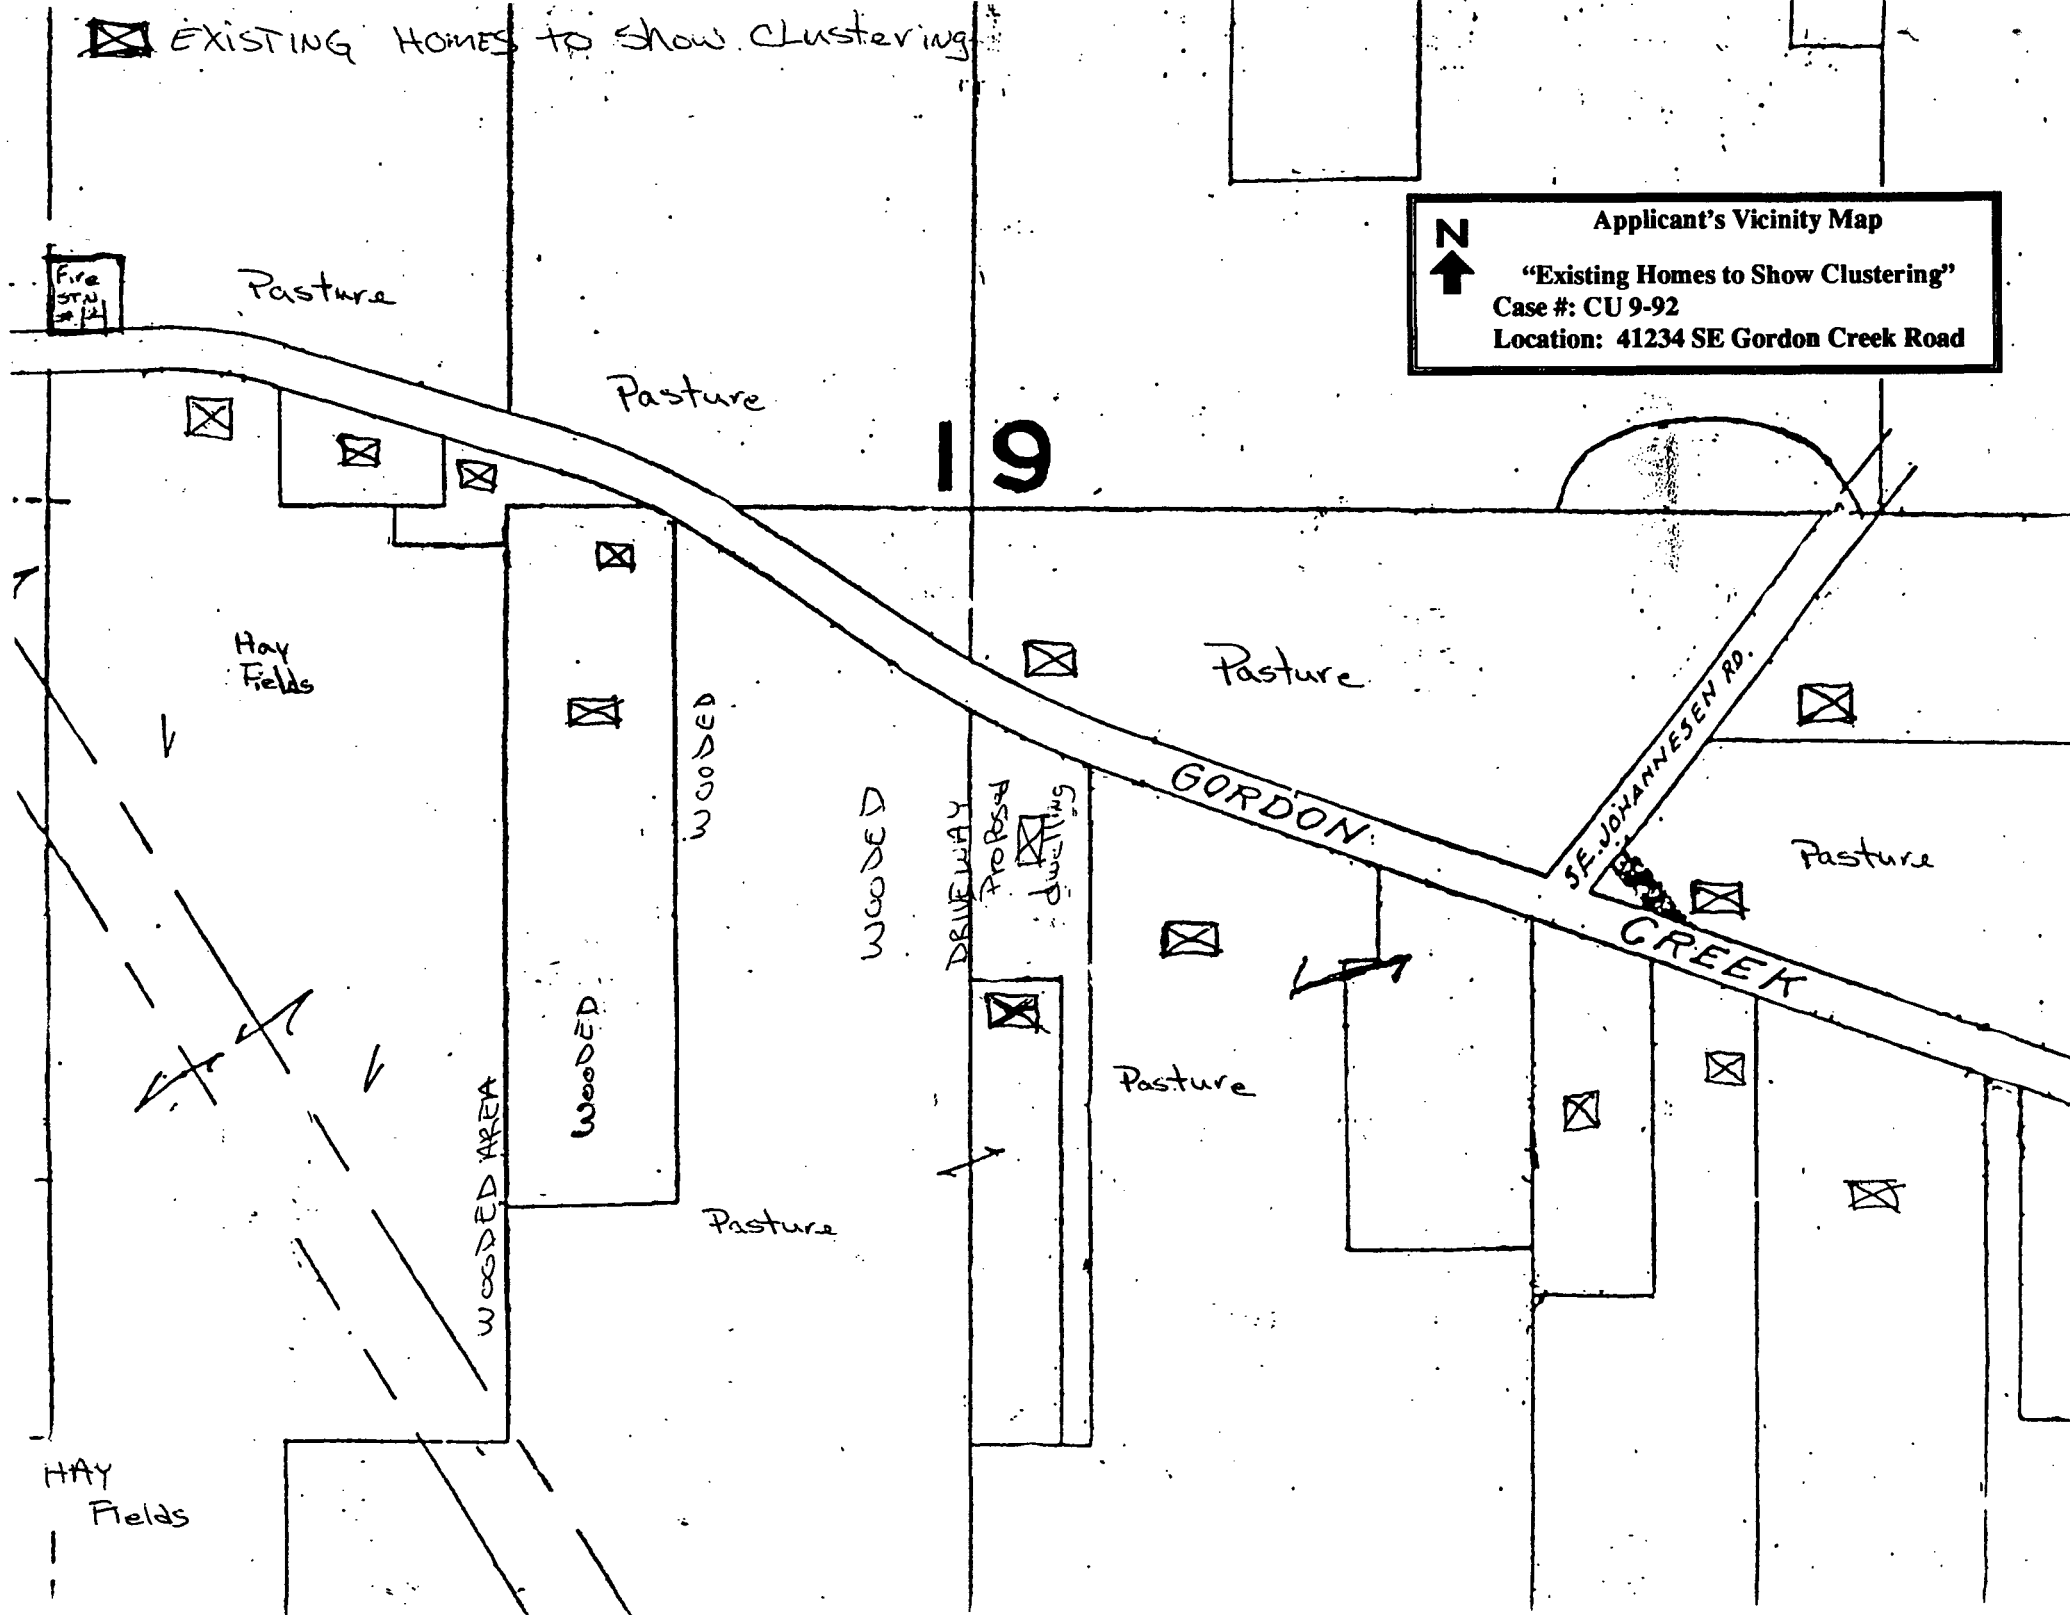 EXISTING HOMES to Show Clustering
N
Applicant's Vicinity Map
“Existing Homes to Show Clustering”
Case #: CU 9-92
Location: 41234 SE Gordon Creek Road
Fire
STN
#
Pasture
Pasture
19
Hay
Fields
WOODED
Pasture
S.E. JOHANNESEN RD.
WOODED
DRIVEWAY
Proposed
dwelling
GORDON
CREEK
Pasture
WOODED
WOODED AREA
Pasture
Pasture
HAY
Fields